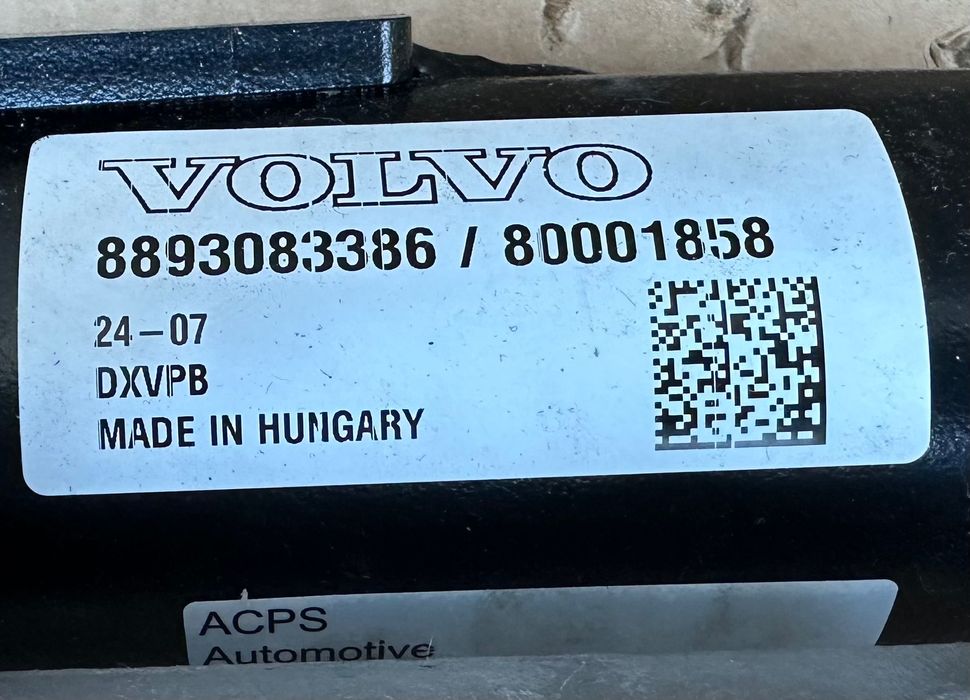 VOLVO
8893083386 / 80001858
24-07
DXVPB
MADE IN HUNGARY
ACPS
Automotive